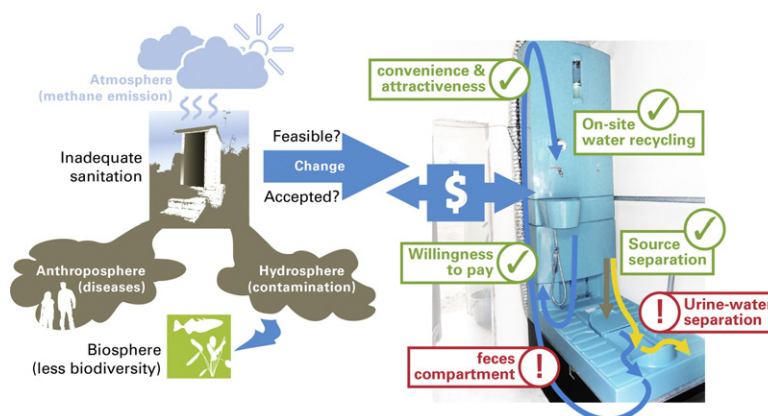 Atmosphere
(methane emission)
Inadequate
sanitation
Feasible?
Change
Accepted?
Anthroposphere
(diseases)
Hydrosphere
(contamination)
Biosphere
(less biodiversity)
$
convenience &
attractiveness
On-site
water recycling
Willingness
to pay
Source
separation
!
Urine-water
separation
feces
compartment
!